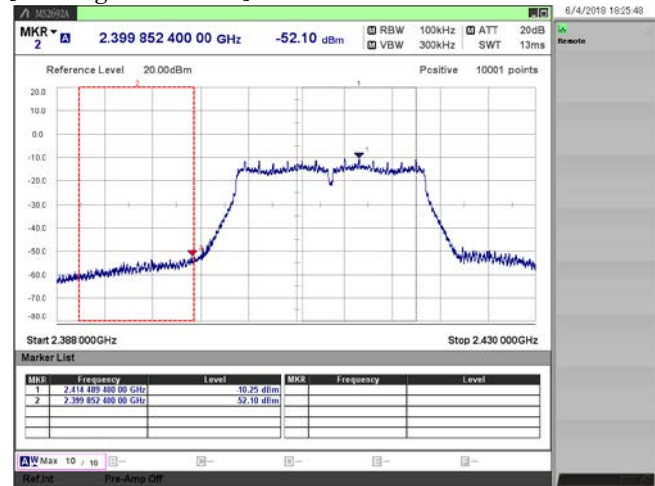 MS2692A
6/4/2018 18:25:48
MKR 2 A 2.399 852 400 00 GHz -52.10 dBm
M RBW 100kHz M ATT 20dB
M VBW 300kHz SWT 13ms
Remote
Reference Level 20.00dBm Positive 10001 points
2 1
20.0
10.0
0.0
-10.0
1
-20.0
-30.0
-40.0
-50.0
-60.0
-70.0
-80.0
Start 2.388 000GHz Stop 2.430 000GHz
Marker List
MKR Frequency Level MKR Frequency Level
1 2.414 489 400 00 GHz -10.25 dBm
2 2.399 852 400 00 GHz -52.10 dBm
A W Max 10 / 10
Ref.Int Pre-Amp Off